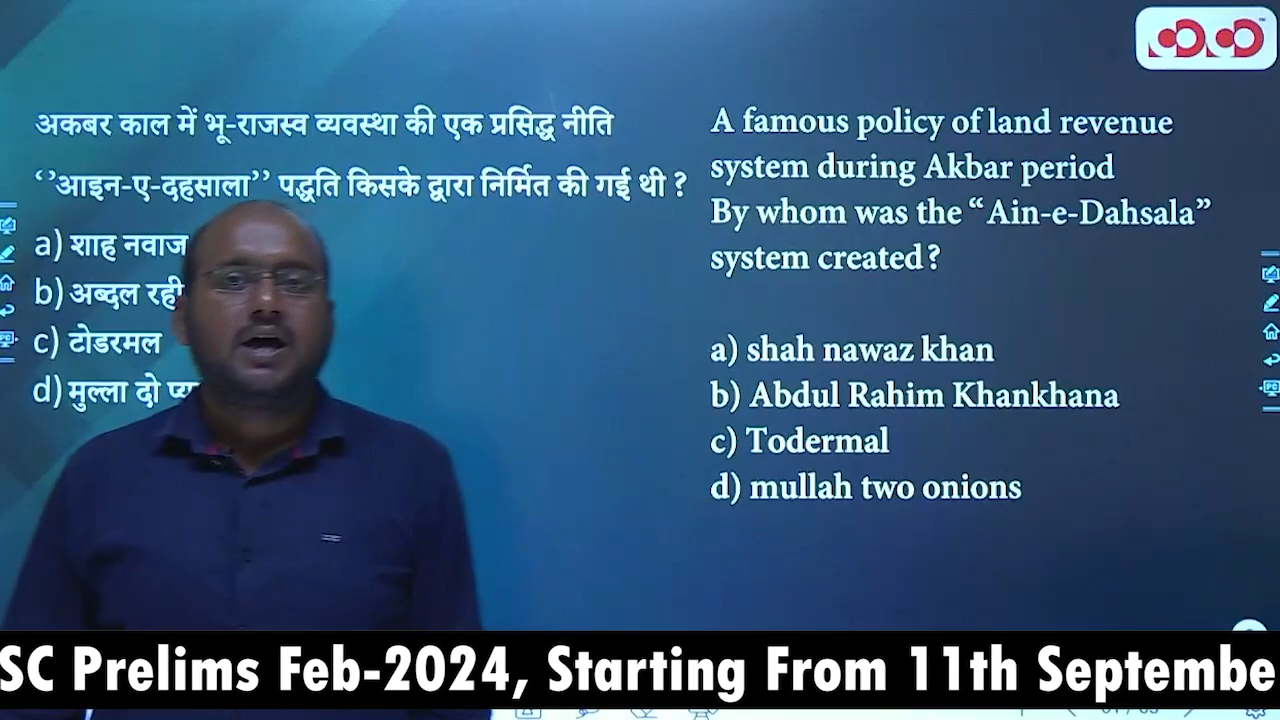 अकबर काल में भू-राजस्व व्यवस्था की एक प्रसिद्ध नीति
‘’आइन-ए-दहसाला’’ पद्धति किसके द्वारा निर्मित की गई थी ?
a) शाह नवाज
b) अब्दल
c) टोडरमल
d) मुल्ला दो
A famous policy of land revenue
system during Akbar period
By whom was the “Ain-e-Dahsala”
system created?
a) shah nawaz khan
b) Abdul Rahim Khankhana
c) Todermal
d) mullah two onions
SC Prelims Feb-2024, Starting From 11th Septembe